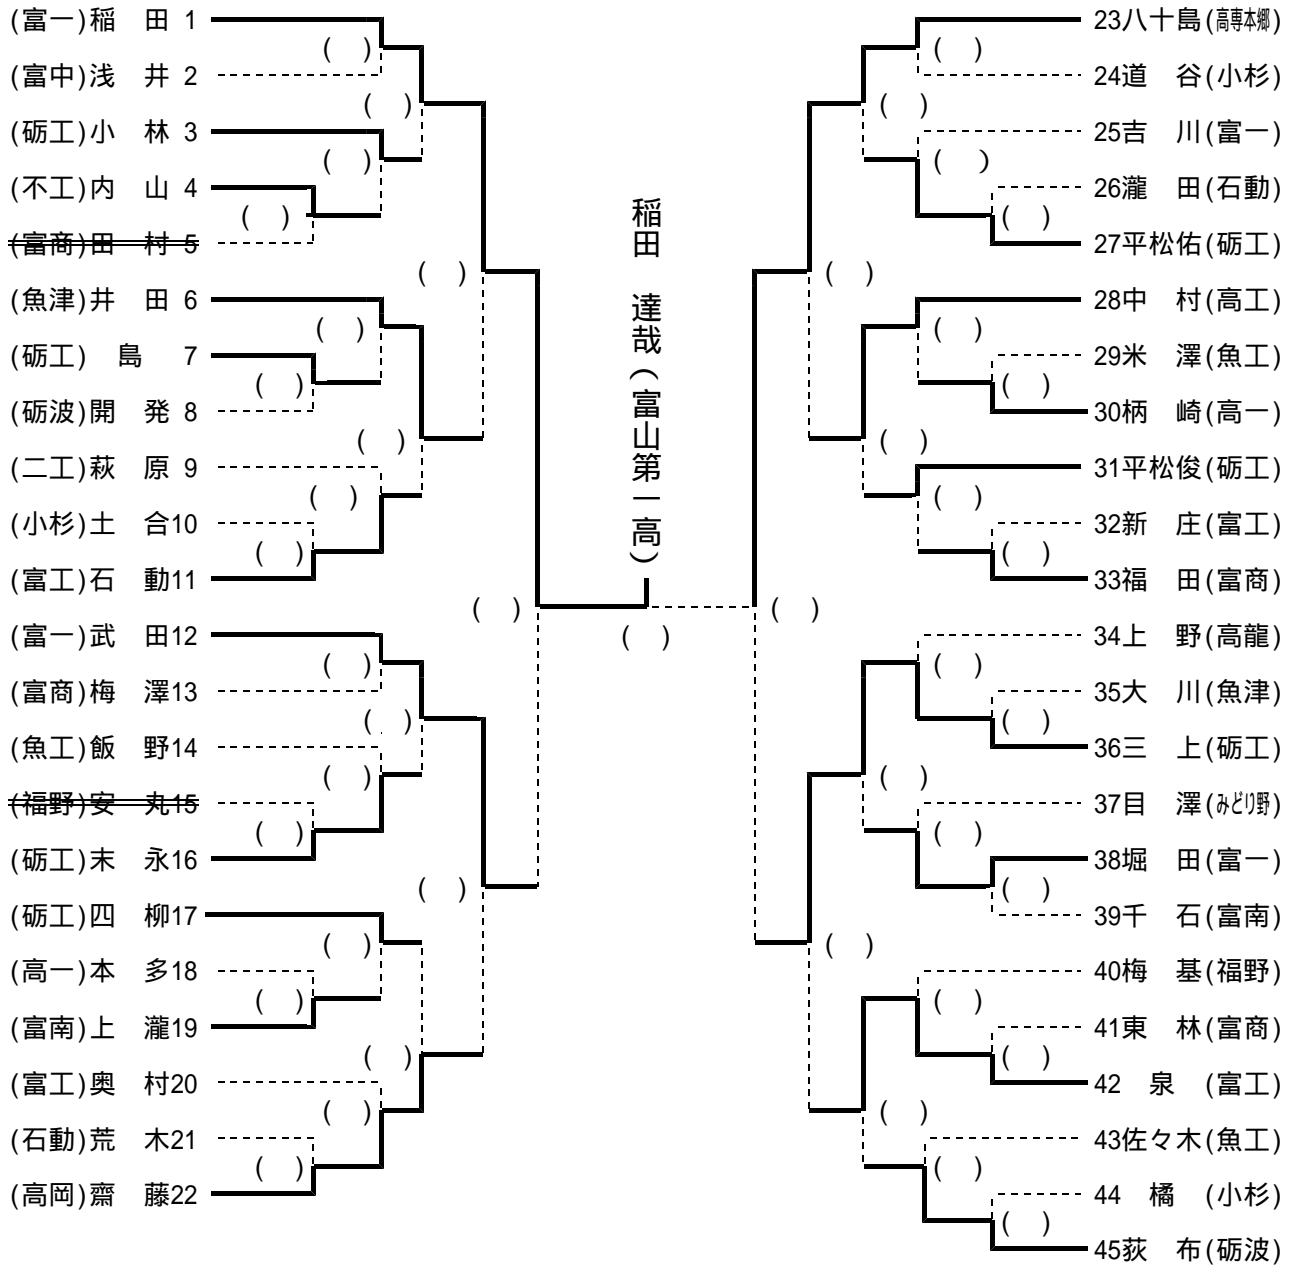 (富一)稲　田 1
(富中)浅　井 2
(砺工)小　林 3
(不工)内　山 4
(富商)田　村 5
(魚津)井　田 6
(砺工)　島　 7
(砺波)開　発 8
(二工)萩　原 9
(小杉)土　合10
(富工)石　動11
(富一)武　田12
(富商)梅　澤13
(魚工)飯　野14
(福野)安　丸15
(砺工)末　永16
(砺工)四　柳17
(高一)本　多18
(富南)上　瀧19
(富工)奥　村20
(石動)荒　木21
(高岡)齋　藤22
稲田　達哉(富山第一高)
23八十島(高専本郷)
24道　谷(小杉)
25吉　川(富一)
26瀧　田(石動)
27平松佑(砺工)
28中　村(高工)
29米　澤(魚工)
30柄　崎(高一)
31平松俊(砺工)
32新　庄(富工)
33福　田(富商)
34上　野(高龍)
35大　川(魚津)
36三　上(砺工)
37目　澤(みどり野)
38堀　田(富一)
39千　石(富南)
40梅　基(福野)
41東　林(富商)
42　泉　(富工)
43佐々木(魚工)
44　橘　(小杉)
45荻　布(砺波)